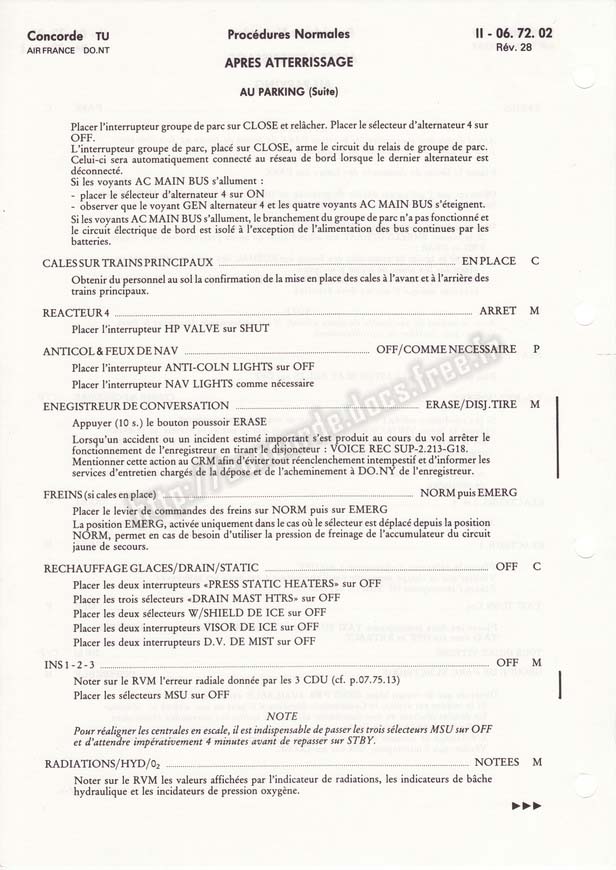 Concorde TU Procédures Normales II - 06. 72. 02
AIR FRANCE DO.NT Rév. 28
APRES ATTERRISSAGE
AU PARKING (Suite)
Placer l'interrupteur groupe de parc sur CLOSE et relâcher. Placer le sélecteur d'alternateur 4 sur
OFF.
L'interrupteur groupe de parc, placé sur CLOSE, arme le circuit du relais de groupe de parc.
Celui-ci sera automatiquement connecté au réseau de bord lorsque le dernier alternateur est
déconnecté.
Si les voyants AC MAIN BUS s'allument :
- placer le sélecteur d'alternateur 4 sur ON
- observer que le voyant GEN alternateur 4 et les quatre voyants AC MAIN BUS s'éteignent.
Si les voyants AC MAIN BUS s'allument, le branchement du groupe de parc n'a pas fonctionné et
le circuit électrique de bord est isolé à l'exception de l'alimentation des bus continues par les
batteries.
CALES SUR TRAINS PRINCIPAUX EN PLACE C
Obtenir du personnel au sol la confirmation de la mise en place des cales à l'avant et à l'arrière des
trains principaux.
REACTEUR 4 ARRET M
Placer l'interrupteur HP VALVE sur SHUT
ANTICOL & FEUX DE NAV OFF/COMME NECESSAIRE P
Placer l'interrupteur ANTI-COLN LIGHTS sur OFF
Placer l'interrupteur NAV LIGHTS comme nécessaire
ENEGISTREUR DE CONVERSATION ERASE/DISJ.TIRE M
Appuyer (10 s.) le bouton poussoir ERASE
Lorsqu'un accident ou un incident estimé important s'est produit au cours du vol arrêter le
fonctionnement de l'enregistreur en tirant le disjoncteur : VOICE REC SUP-2.213-G18.
Mentionner cette action au CRM afin d'éviter tout réenclenchement intempestif et d'informer les
services d'entretien chargés de la dépose et de l'acheminement à DO.NY de l'enregistreur.
FREINS (si cales en place) NORM puis EMERG
Placer le levier de commandes des freins sur NORM puis sur EMERG
La position EMERG, activée uniquement dans le cas où le sélecteur est déplacé depuis la position
NORM, permet en cas de besoin d'utiliser la pression de freinage de l'accumulateur du circuit
jaune de secours.
RECHAUFFAGE GLACES/DRAIN/STATIC OFF C
Placer les deux interrupteurs «PRESS STATIC HEATERS» sur OFF
Placer les trois sélecteurs «DRAIN MAST HTRS» sur OFF
Placer les deux sélecteurs W/SHIELD DE ICE sur OFF
Placer les deux interrupteurs VISOR DE ICE sur OFF
Placer les deux interrupteurs D.V. DE MIST sur OFF
INS 1 - 2 - 3 OFF M
Noter sur le RVM l'erreur radiale donnée par les 3 CDU (cf. p.07.75.13)
Placer les sélecteurs MSU sur OFF
NOTE
Pour réaligner les centrales en escale, il est indispensable de passer les trois sélecteurs MSU sur OFF
et d'attendre impérativement 4 minutes avant de repasser sur STBY.
RADIATIONS/HYD/02 NOTEES M
Noter sur le RVM les valeurs affichées par l'indicateur de radiations, les indicateurs de bâche
hydraulique et les incidateurs de pression oxygène.
http://concorde.docs.free.fr